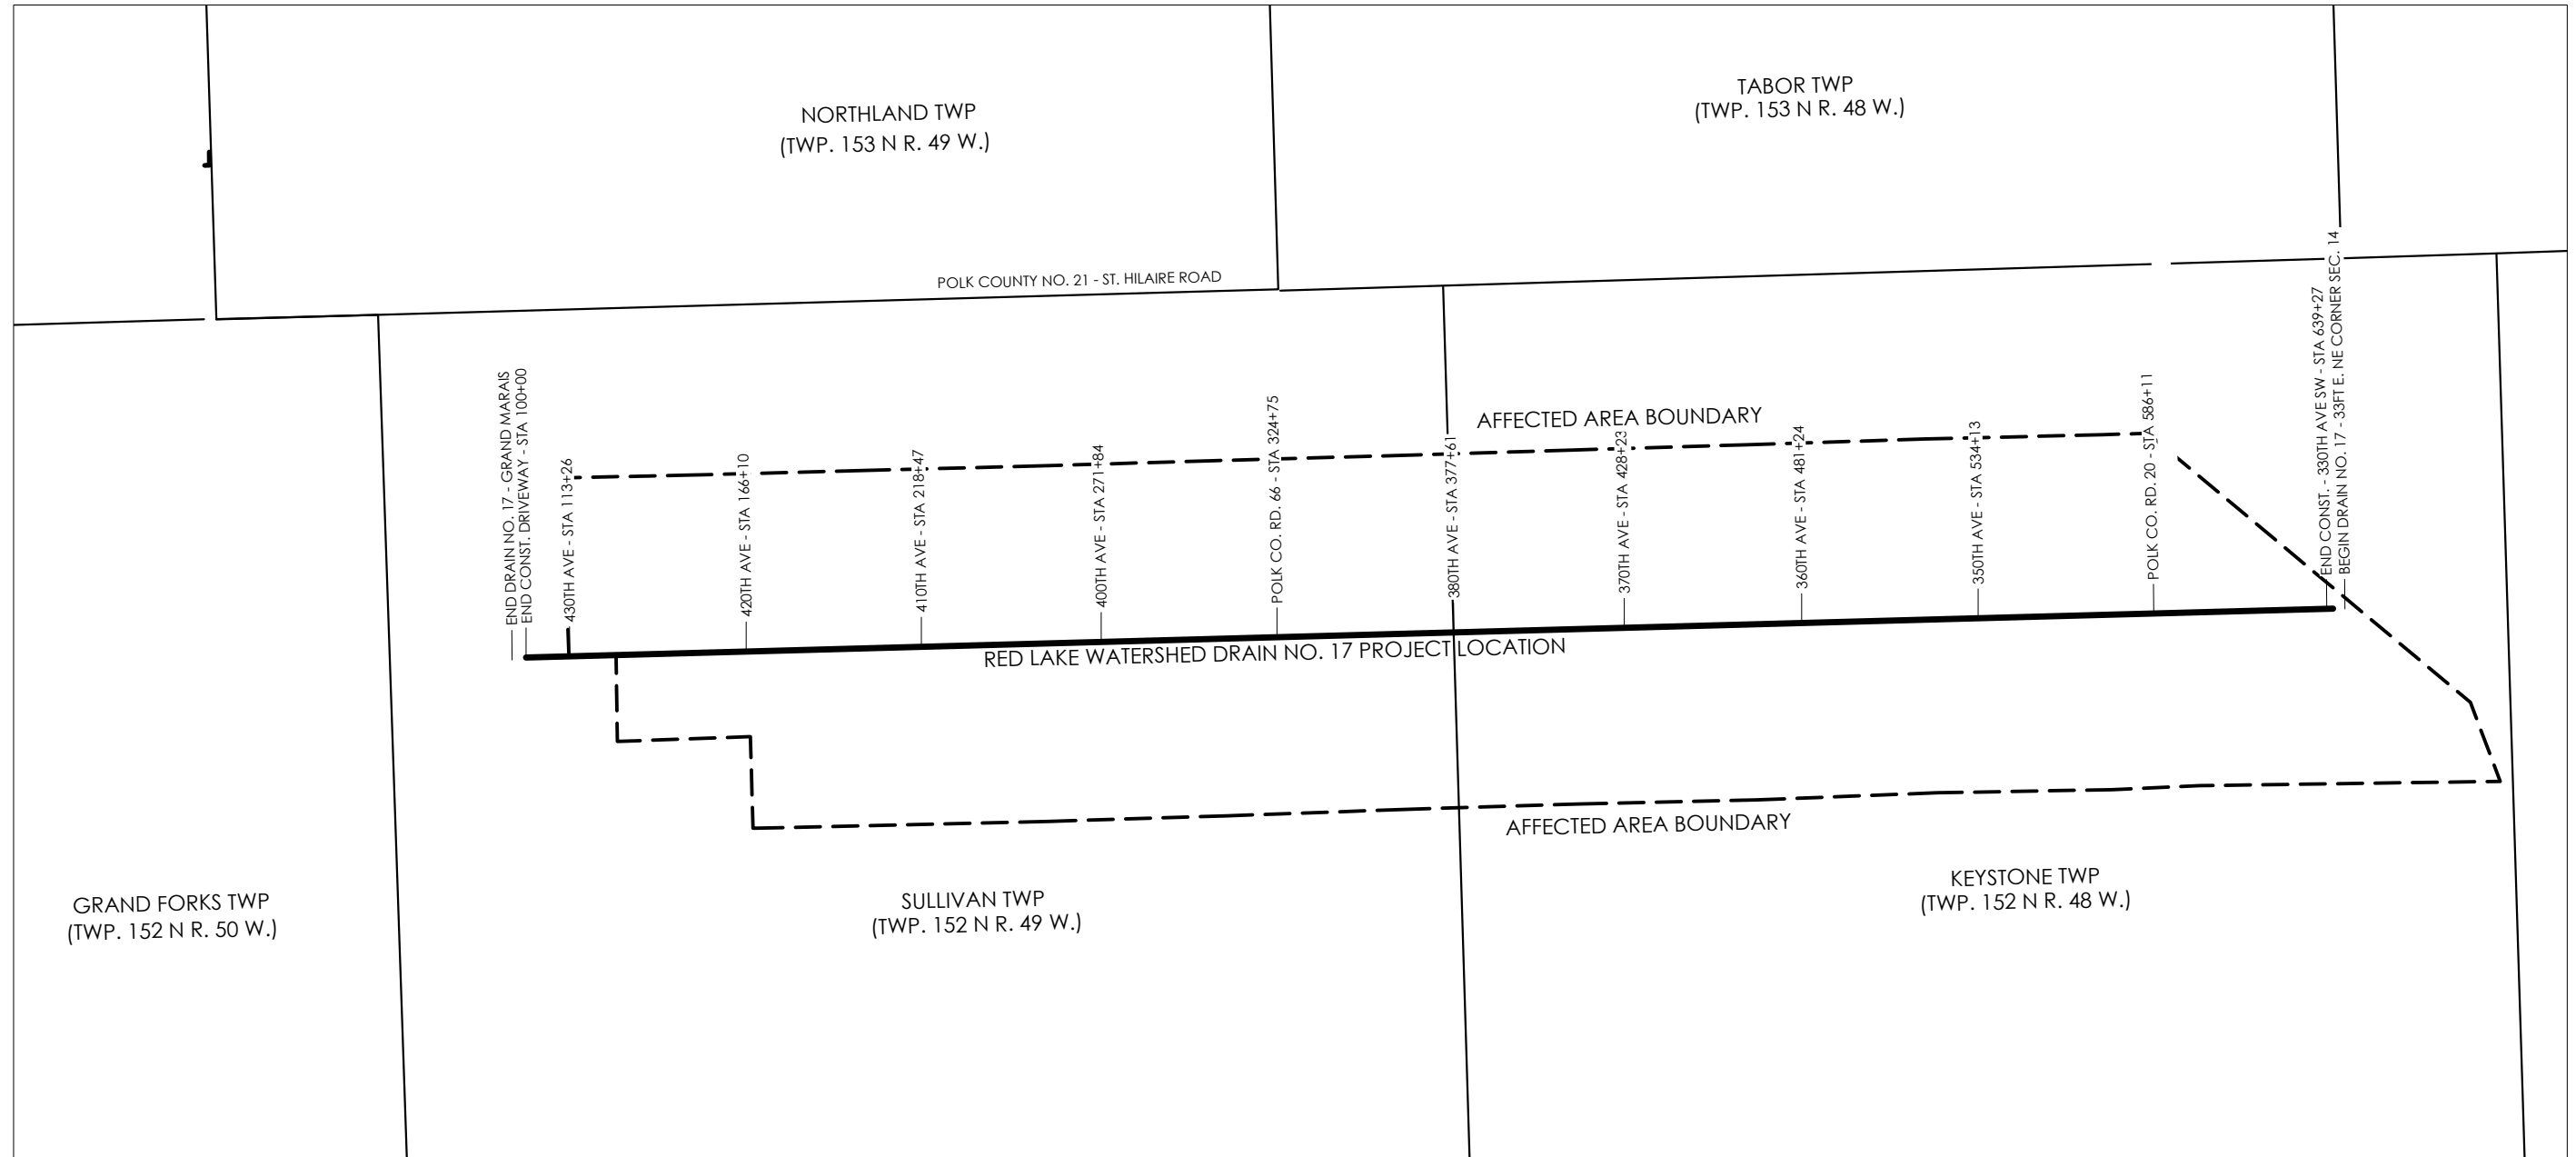 NORTHLAND TWP
(TWP. 153 N R. 49 W.)
TABOR TWP
(TWP. 153 N R. 48 W.)
POLK COUNTY NO. 21 - ST. HILAIRE ROAD
END DRAIN NO. 17 - GRAND MARAIS
END CONST. DRIVEWAY - STA 100+00
430TH AVE - STA 113+26
420TH AVE - STA 166+10
410TH AVE - STA 218+47
400TH AVE - STA 271+84
POLK CO. RD. 66 - STA 324+75
380TH AVE - STA 377+61
370TH AVE - STA 428+23
360TH AVE - STA 481+24
350TH AVE - STA 534+13
POLK CO. RD. 20 - STA 586+11
END CONST. - 330TH AVE SW - STA 639+27
BEGIN DRAIN NO. 17 - 33FT E. NE CORNER SEC. 14
AFFECTED AREA BOUNDARY
RED LAKE WATERSHED DRAIN NO. 17 PROJECT LOCATION
AFFECTED AREA BOUNDARY
GRAND FORKS TWP
(TWP. 152 N R. 50 W.)
SULLIVAN TWP
(TWP. 152 N R. 49 W.)
KEYSTONE TWP
(TWP. 152 N R. 48 W.)